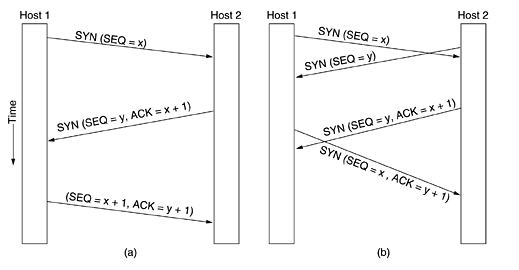 Host 1
Host 2
SYN (SEQ = x)
SYN (SEQ = y, ACK = x + 1)
(SEQ = x + 1, ACK = y + 1)
Time
(a)
Host 1
Host 2
SYN (SEQ = x)
SYN (SEQ = y)
SYN (SEQ = y, ACK = x + 1)
SYN (SEQ = x , ACK = y + 1)
(b)